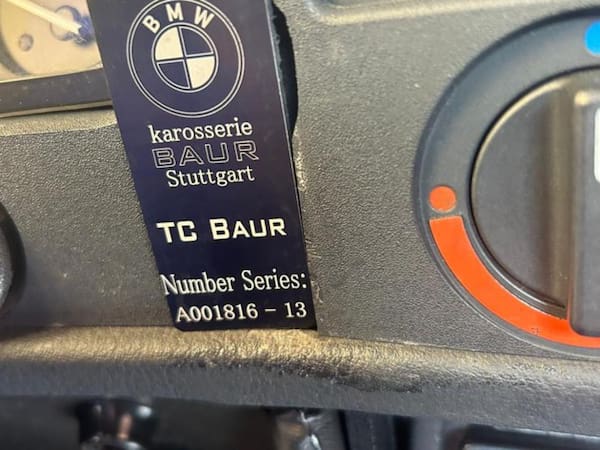 BMW
karosserie
BAUR
Stuttgart
TC BAUR
Number Series:
A001816 - 13